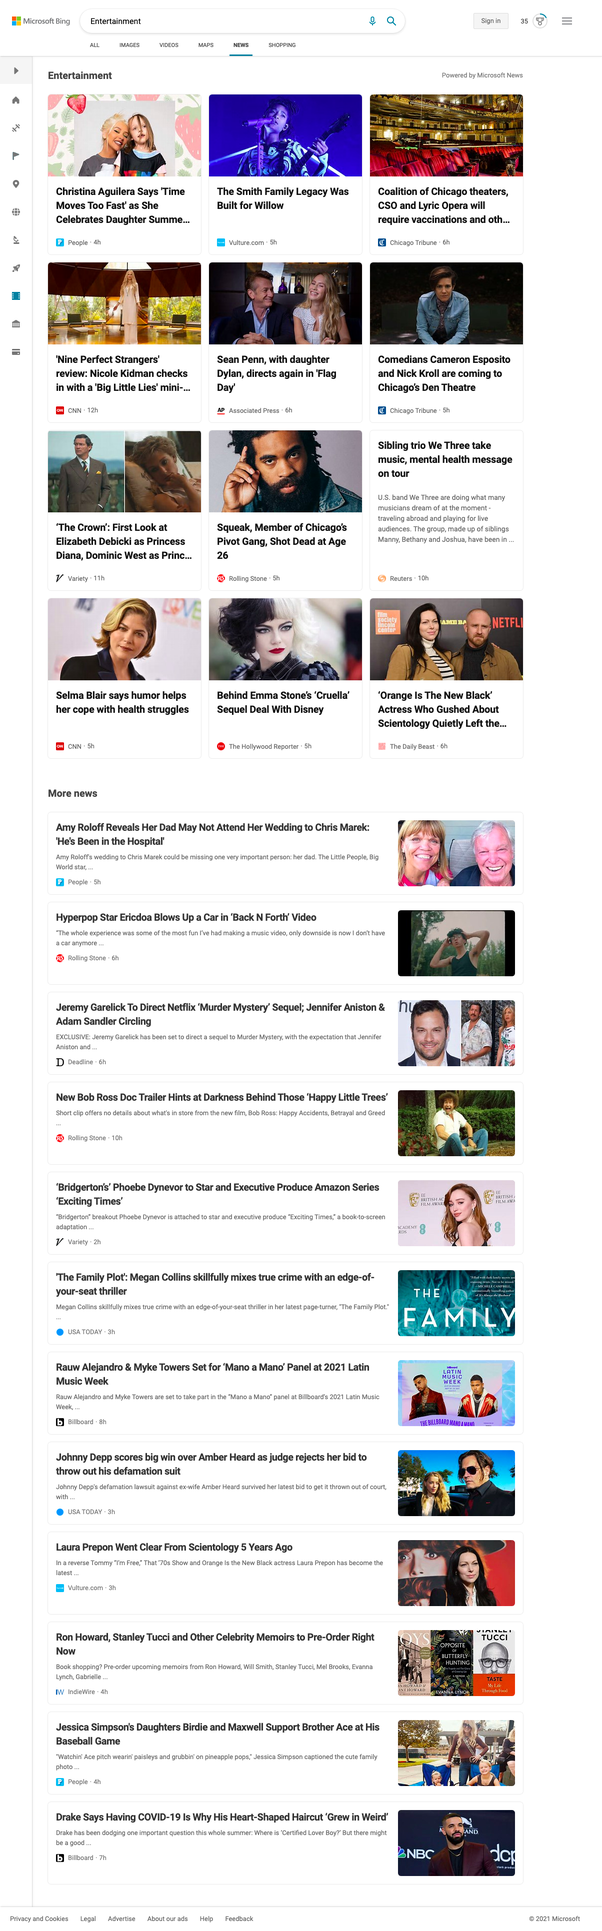 Microsoft Bing
Entertainment
Sign in
35
ALL
IMAGES
VIDEOS
MAPS
NEWS
SHOPPING
Entertainment
Powered by Microsoft News
Christina Aguilera Says 'Time
Moves Too Fast' as She
Celebrates Daughter Summe...
People · 4h
The Smith Family Legacy Was
Built for Willow
Vulture.com · 5h
Coalition of Chicago theaters,
CSO and Lyric Opera will
require vaccinations and oth...
Chicago Tribune · 6h
'Nine Perfect Strangers'
review: Nicole Kidman checks
in with a 'Big Little Lies' mini-...
CNN · 12h
Sean Penn, with daughter
Dylan, directs again in 'Flag
Day'
AP
Associated Press · 6h
Comedians Cameron Esposito
and Nick Kroll are coming to
Chicago's Den Theatre
Chicago Tribune · 5h
'The Crown': First Look at
Elizabeth Debicki as Princess
Diana, Dominic West as Princ...
Variety · 11h
Squeak, Member of Chicago's
Pivot Gang, Shot Dead at Age
26
Rolling Stone · 5h
Sibling trio We Three take
music, mental health message
on tour
U.S. band We Three are doing what many
musicians dream of at the moment -
traveling abroad and playing for live
audiences. The group, made up of siblings
Manny, Bethany and Joshua, have been in ...
Reuters · 10h
Selma Blair says humor helps
her cope with health struggles
CNN · 5h
Behind Emma Stone's 'Cruella'
Sequel Deal With Disney
The Hollywood Reporter · 5h
society
lincoln
center
NETFL
'Orange Is The New Black'
Actress Who Gushed About
Scientology Quietly Left the...
The Daily Beast · 6h
More news
Amy Roloff Reveals Her Dad May Not Attend Her Wedding to Chris Marek:
'He's Been in the Hospital'
Amy Roloff's wedding to Chris Marek could be missing one very important person: her dad. The Little People, Big
World star, ...
People · 5h
Hyperpop Star Ericdoa Blows Up a Car in 'Back N Forth' Video
"The whole experience was some of the most fun I've had making a music video, only downside is now I don't have
a car anymore ...
Rolling Stone · 6h
Jeremy Garelick To Direct Netflix 'Murder Mystery' Sequel; Jennifer Aniston &
Adam Sandler Circling
EXCLUSIVE: Jeremy Garelick has been set to direct a sequel to Murder Mystery, with the expectation that Jennifer
Aniston and ...
Deadline · 6h
hu
New Bob Ross Doc Trailer Hints at Darkness Behind Those 'Happy Little Trees'
Short clip offers no details about what's in store from the new film, Bob Ross: Happy Accidents, Betrayal and Greed
...
Rolling Stone · 10h
'Bridgerton's' Phoebe Dynevor to Star and Executive Produce Amazon Series
'Exciting Times'
"Bridgerton" breakout Phoebe Dynevor is attached to star and executive produce "Exciting Times," a book-to-screen
adaptation ...
Variety · 2h
'The Family Plot': Megan Collins skillfully mixes true crime with an edge-of-
your-seat thriller
Megan Collins skillfully mixes true crime with an edge-of-your-seat thriller in her latest page-turner, "The Family Plot."
...
USA TODAY · 3h
THE
FAMILY
Rauw Alejandro & Myke Towers Set for 'Mano a Mano' Panel at 2021 Latin
Music Week
Rauw Alejandro and Myke Towers are set to take part in the "Mano a Mano" panel at Billboard's 2021 Latin Music
Week, ...
Billboard · 8h
LATIN
MUSIC
WEEK
Johnny Depp scores big win over Amber Heard as judge rejects her bid to
throw out his defamation suit
Johnny Depp's defamation lawsuit against ex-wife Amber Heard survived her latest bid to get it thrown out of court,
with ...
USA TODAY · 3h
Laura Prepon Went Clear From Scientology 5 Years Ago
In a reverse Tommy "I'm Free," That '70s Show and Orange Is the New Black actress Laura Prepon has become the
latest ...
Vulture.com · 3h
Ron Howard, Stanley Tucci and Other Celebrity Memoirs to Pre-Order Right
Now
Book shopping? Pre-order upcoming memoirs from Ron Howard, Will Smith, Stanley Tucci, Mel Brooks, Evanna
Lynch, Gabrielle ...
IndieWire · 4h
OYS
THE
OPPOSITE
OF
BUTTERFLY
HUNTING
EVANNA LYNCH
STANLEY
TUCCI
TASTE
Jessica Simpson's Daughters Birdie and Maxwell Support Brother Ace at His
Baseball Game
"Watchin' Ace pitch wearin' paisleys and grubbin' on pineapple pops," Jessica Simpson captioned the cute family
photo ...
People · 4h
Drake Says Having COVID-19 Is Why His Heart-Shaped Haircut 'Grew in Weird'
Drake has been dodging one important question this whole summer: Where is 'Certified Lover Boy?' But there might
be a good ...
Billboard · 7h
NBC
dcp
Privacy and Cookies
Legal
Advertise
About our ads
Help
Feedback
© 2021 Microsoft